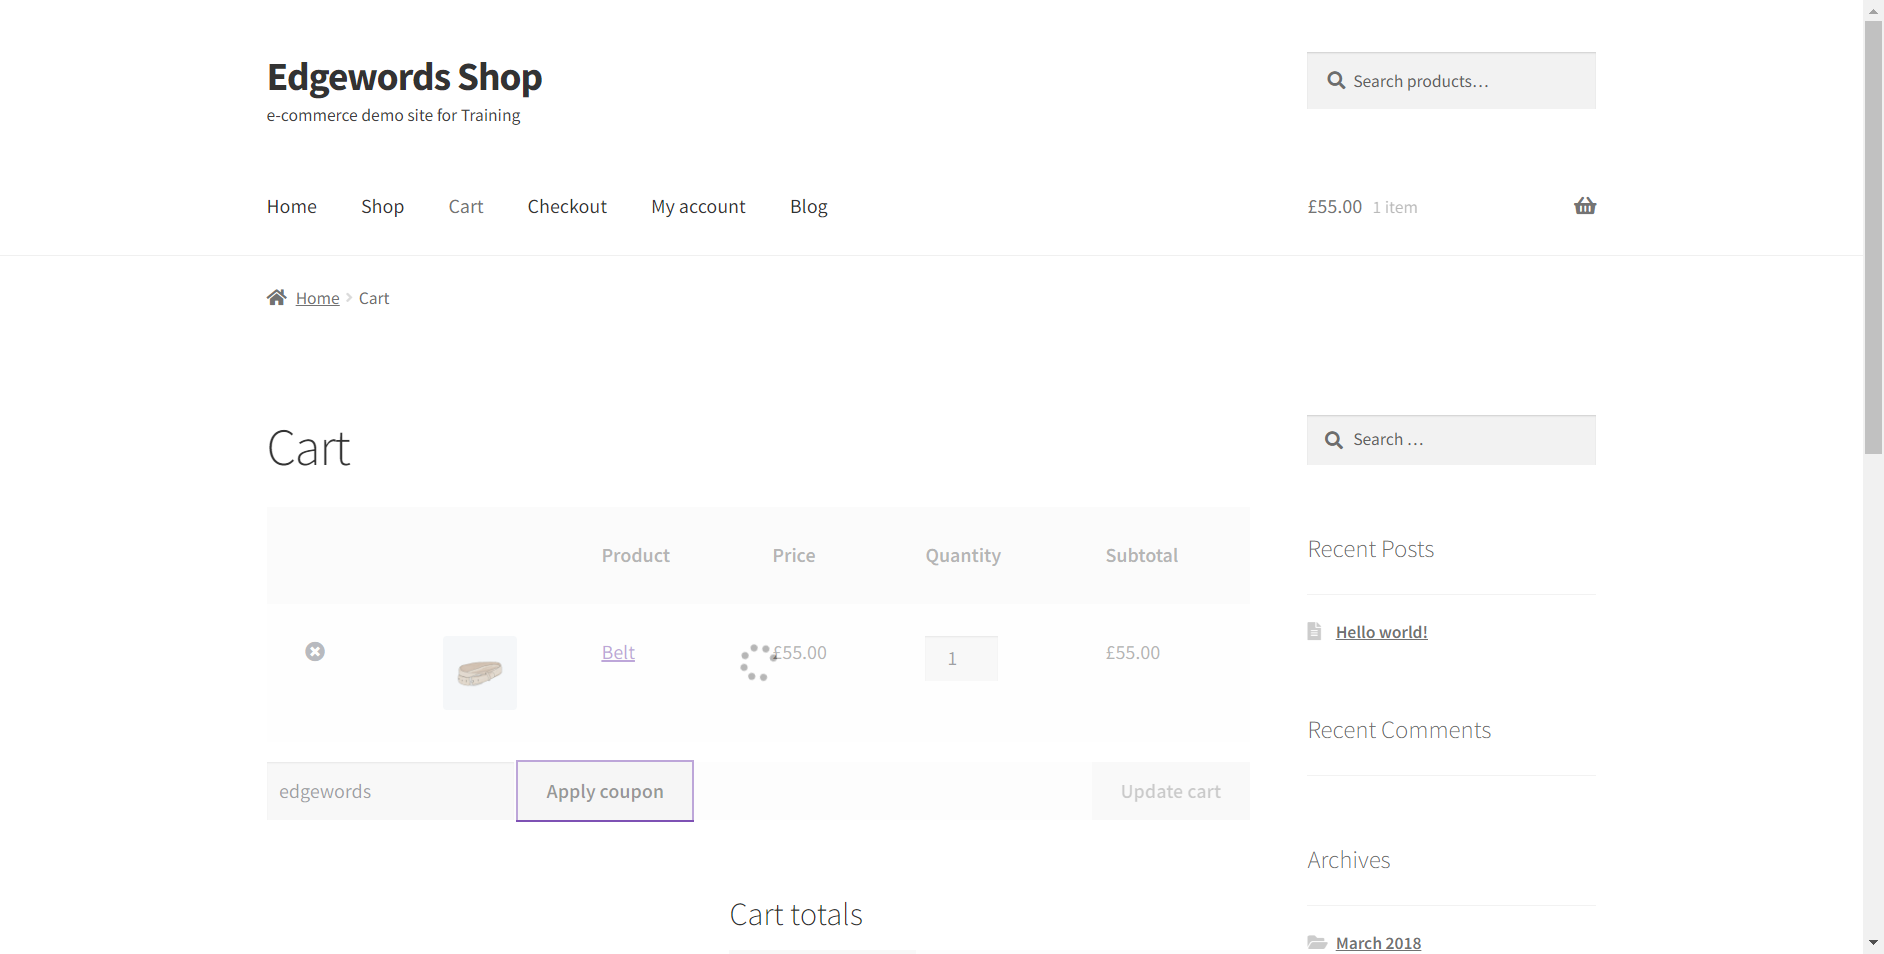 Edgewords Shop
e-commerce demo site for Training
Search products…
Home Shop Cart Checkout My account Blog
£55.00 1 item
Home Cart
Cart
Product Price Quantity Subtotal
Belt £55.00 1 £55.00
edgewords Apply coupon Update cart
Cart totals
Search …
Recent Posts
Hello world!
Recent Comments
Archives
March 2018